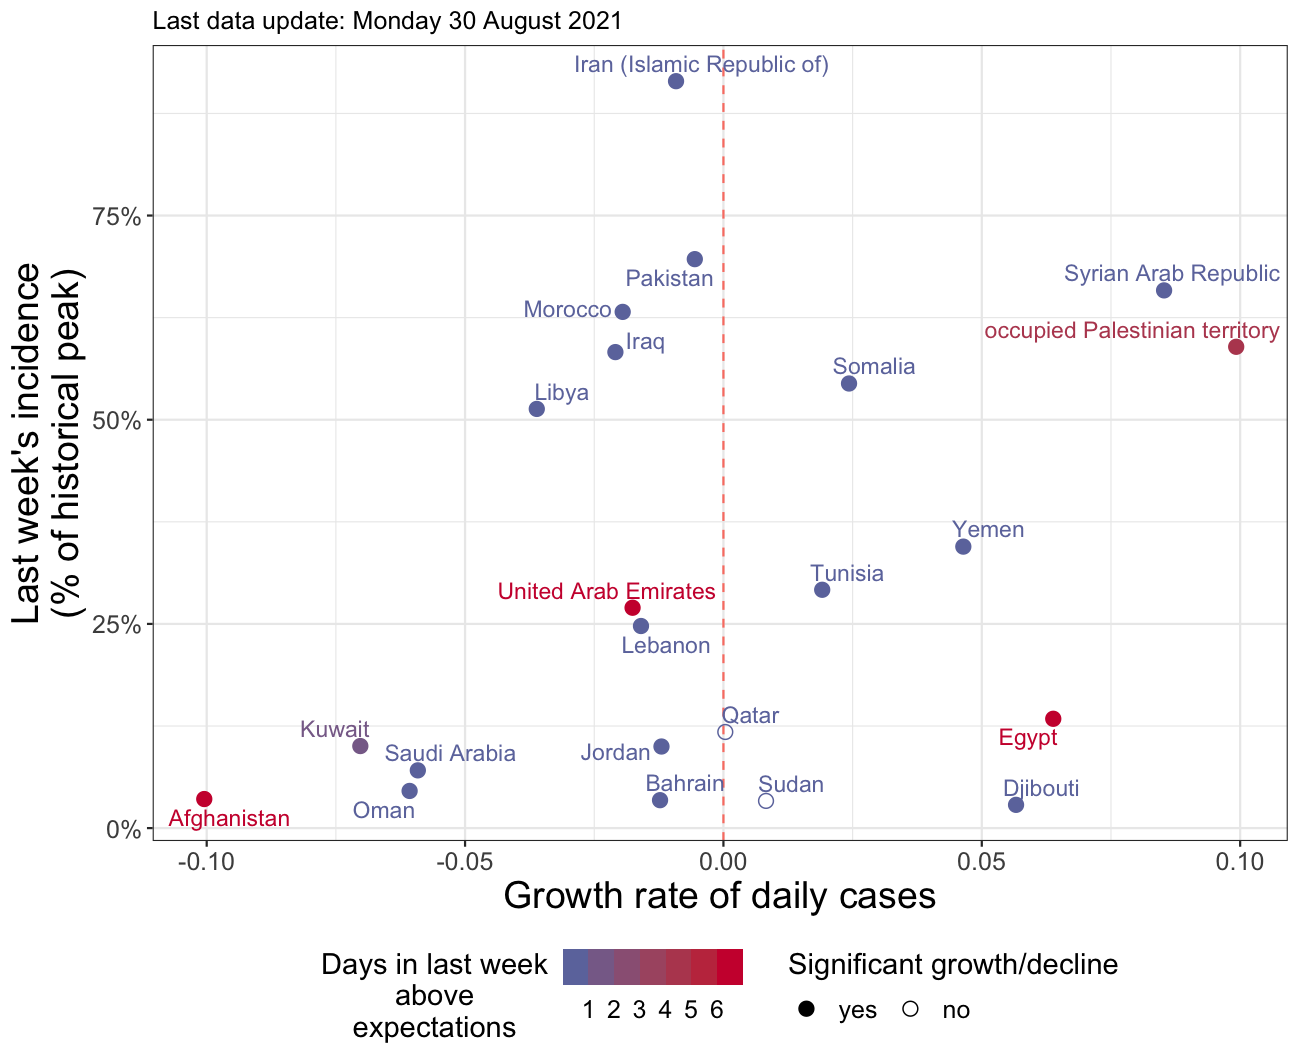 Last data update: Monday 30 August 2021
Iran (Islamic Republic of)
75%
Pakistan
Syrian Arab Republic
Morocco
occupied Palestinian territory
Iraq
Somalia
Libya
50%
Last week's incidence
(% of historical peak)
Yemen
Tunisia
United Arab Emirates
25%
Lebanon
Qatar
Kuwait
Egypt
Saudi Arabia
Jordan
Bahrain
Sudan
Djibouti
Oman
Afghanistan
0%
-0.10
-0.05
0.00
0.05
0.10
Growth rate of daily cases
Days in last week
above
expectations
1 2 3 4 5 6
Significant growth/decline
yes
no